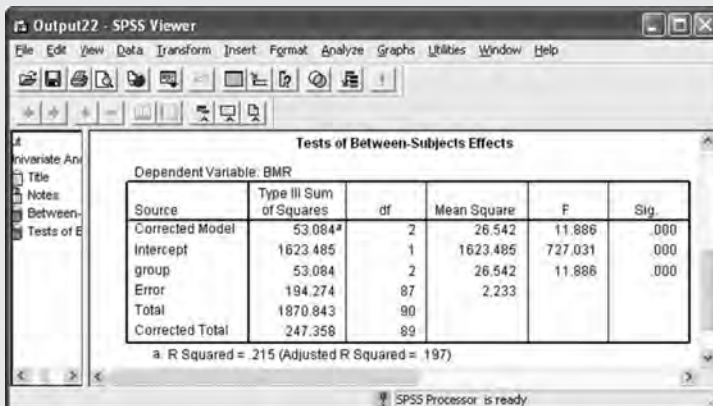 Output22 - SPSS Viewer
File Edit View Data Transform Insert Format Analyze Graphs Utilities Window Help
Title
Notes
Between-
Tests of E
Tests of Between-Subjects Effects
Dependent Variable: BMR
Source Type III Sum of Squares df Mean Square F Sig.
Corrected Model 53.084a 2 26.542 11.886 .000
Intercept 1623.485 1 1623.485 727.031 .000
group 53.084 2 26.542 11.886 .000
Error 194.274 87 2.233
Total 1870.843 90
Corrected Total 247.358 89
a. R Squared = .215 (Adjusted R Squared = .197)
SPSS Processor is ready